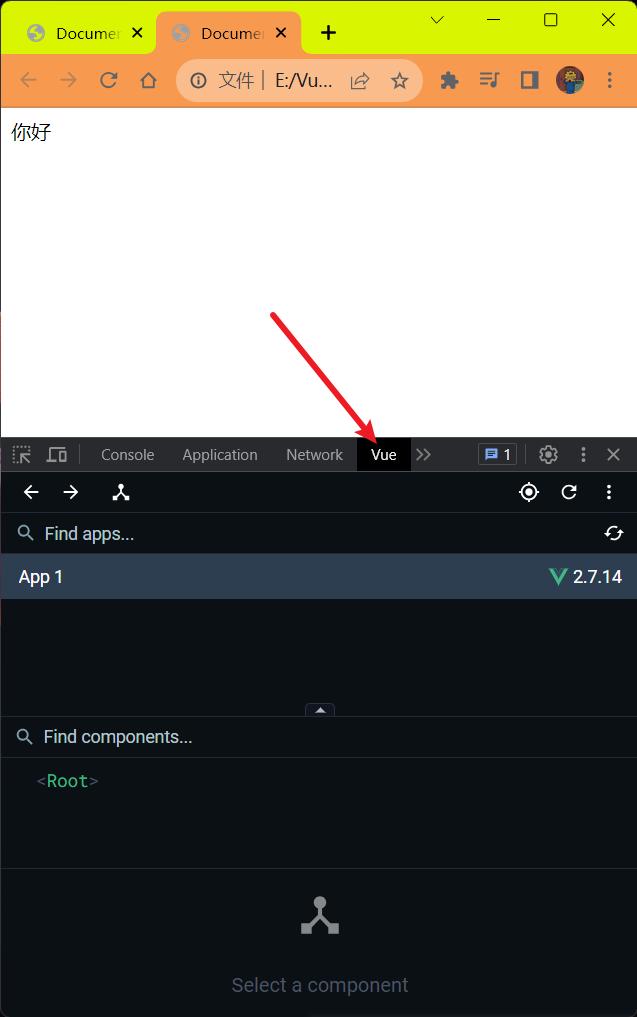 Documen Documen
文件 E:/Vu...
你好
Console Application Network Vue 1
Find apps...
App 1 2.7.14
Find components...
<Root>
Select a component